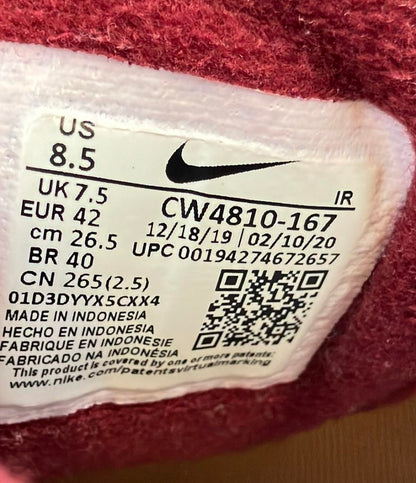 US
8.5
UK 7.5
EUR 42
cm 26.5
BR 40
CN 265(2.5)
IR
CW4810-167
12/18/19 | 02/10/20
UPC 00194274672657
01D3DYYX5CXX4
MADE IN INDONESIA
HECHO EN INDONESIA
FABRIQUE EN INDONESIE
FABRICADO NA INDONÉSIA
This product is covered by one or more patents:
www.nike.com/patentsvirtualmarking